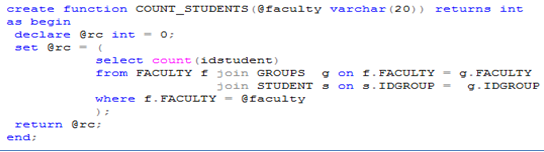 create function COUNT_STUDENTS(@faculty varchar(20)) returns int
as begin
declare @rc int = 0;
set @rc = (
select count(idstudent)
from FACULTY f join GROUPS g on f.FACULTY = g.FACULTY
join STUDENT s on s.IDGROUP = g.IDGROUP
where f.FACULTY = @faculty
);
return @rc;
end;